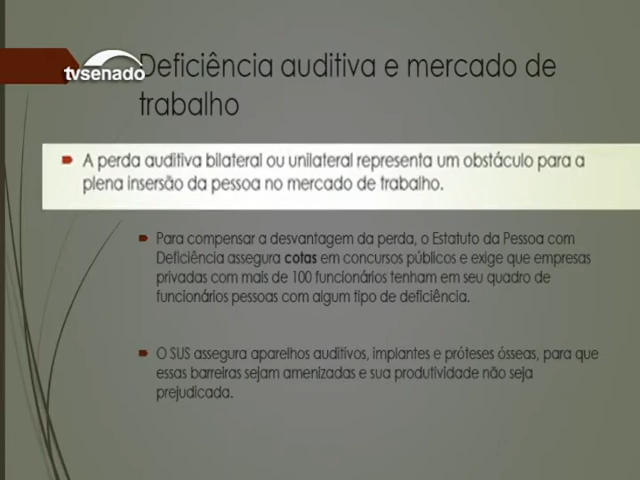 tvsenado
Deficiência auditiva e mercado de
trabalho
A perda auditiva bilateral ou unilateral representa um obstáculo para a
plena inserção da pessoa no mercado de trabalho.
Para compensar a desvantagem da perda, o Estatuto da Pessoa com
Deficiência assegura cotas em concursos públicos e exige que empresas
privadas com mais de 100 funcionários tenham em seu quadro de
funcionários pessoas com algum tipo de deficiência.
O SUS assegura aparelhos auditivos, implantes e próteses ósseas, para que
essas barreiras sejam amenizadas e sua produtividade não seja
prejudicada.